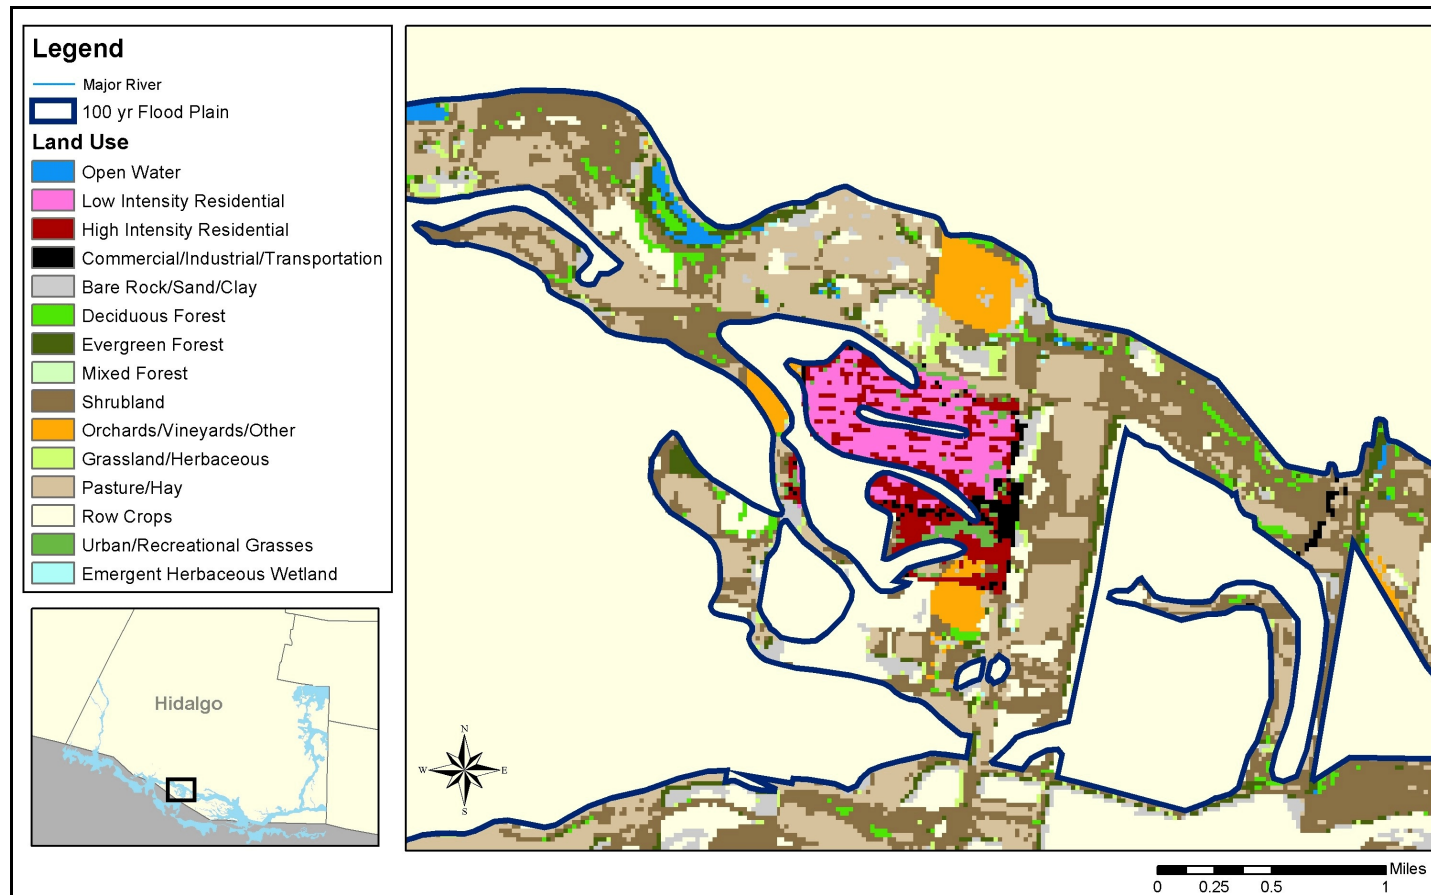 Legend
Major River
100 yr Flood Plain
Land Use
Open Water
Low Intensity Residential
High Intensity Residential
Commercial/Industrial/Transportation
Bare Rock/Sand/Clay
Deciduous Forest
Evergreen Forest
Mixed Forest
Shrubland
Orchards/Vineyards/Other
Grassland/Herbaceous
Pasture/Hay
Row Crops
Urban/Recreational Grasses
Emergent Herbaceous Wetland
Hidalgo
N
W E
S
Miles
0 0.25 0.5 1